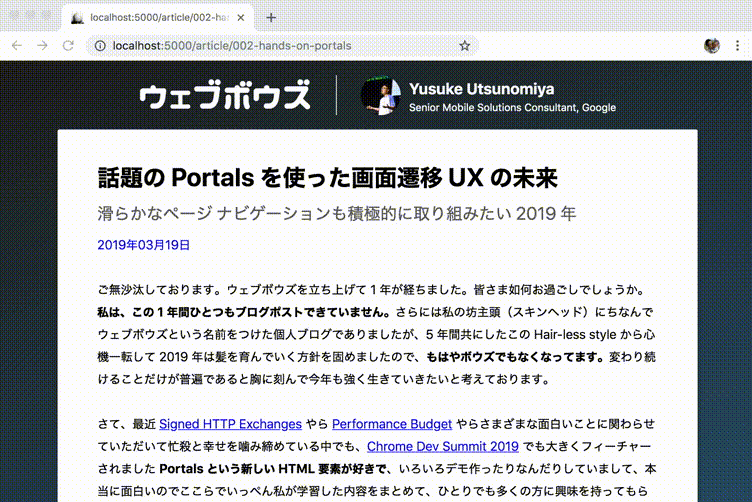 localhost:5000/article/002-han
localhost:5000/article/002-hands-on-portals
ウェブボウズ
Yusuke Utsunomiya
Senior Mobile Solutions Consultant, Google
話題の Portals を使った画面遷移 UX の未来
滑らかなページ ナビゲーションも積極的に取り組みたい 2019 年
2019年03月19日
ご無沙汰しております。ウェブボウズを立ち上げて 1 年が経ちました。皆さま如何お過ごしでしょうか。
私は、この 1 年間ひとつもブログポストできていません。さらには私の坊主頭（スキンヘッド）にちなんで
ウェブボウズという名前をつけた個人ブログでありましたが、5 年間共にしたこの Hair-less style から心
機一転して 2019 年は髪を育んでいく方針を固めましたので、もはやボウズでもなくなってます。変わり続
けることだけが普遍であると胸に刻んで今年も強く生きていきたいと考えております。
さて、最近 Signed HTTP Exchanges やら Performance Budget やらさまざまな面白いことに関わらせ
ていただいて忙殺と幸せを噛み締めている中でも、Chrome Dev Summit 2019 でも大きくフィーチャー
されました Portals という新しい HTML 要素が好きで、いろいろデモ作ったりなんだりしていまして、本
当に面白いのでここらでいっぺん私が学習した内容をまとめて、ひとりでも多くの方に興味を持ってもら